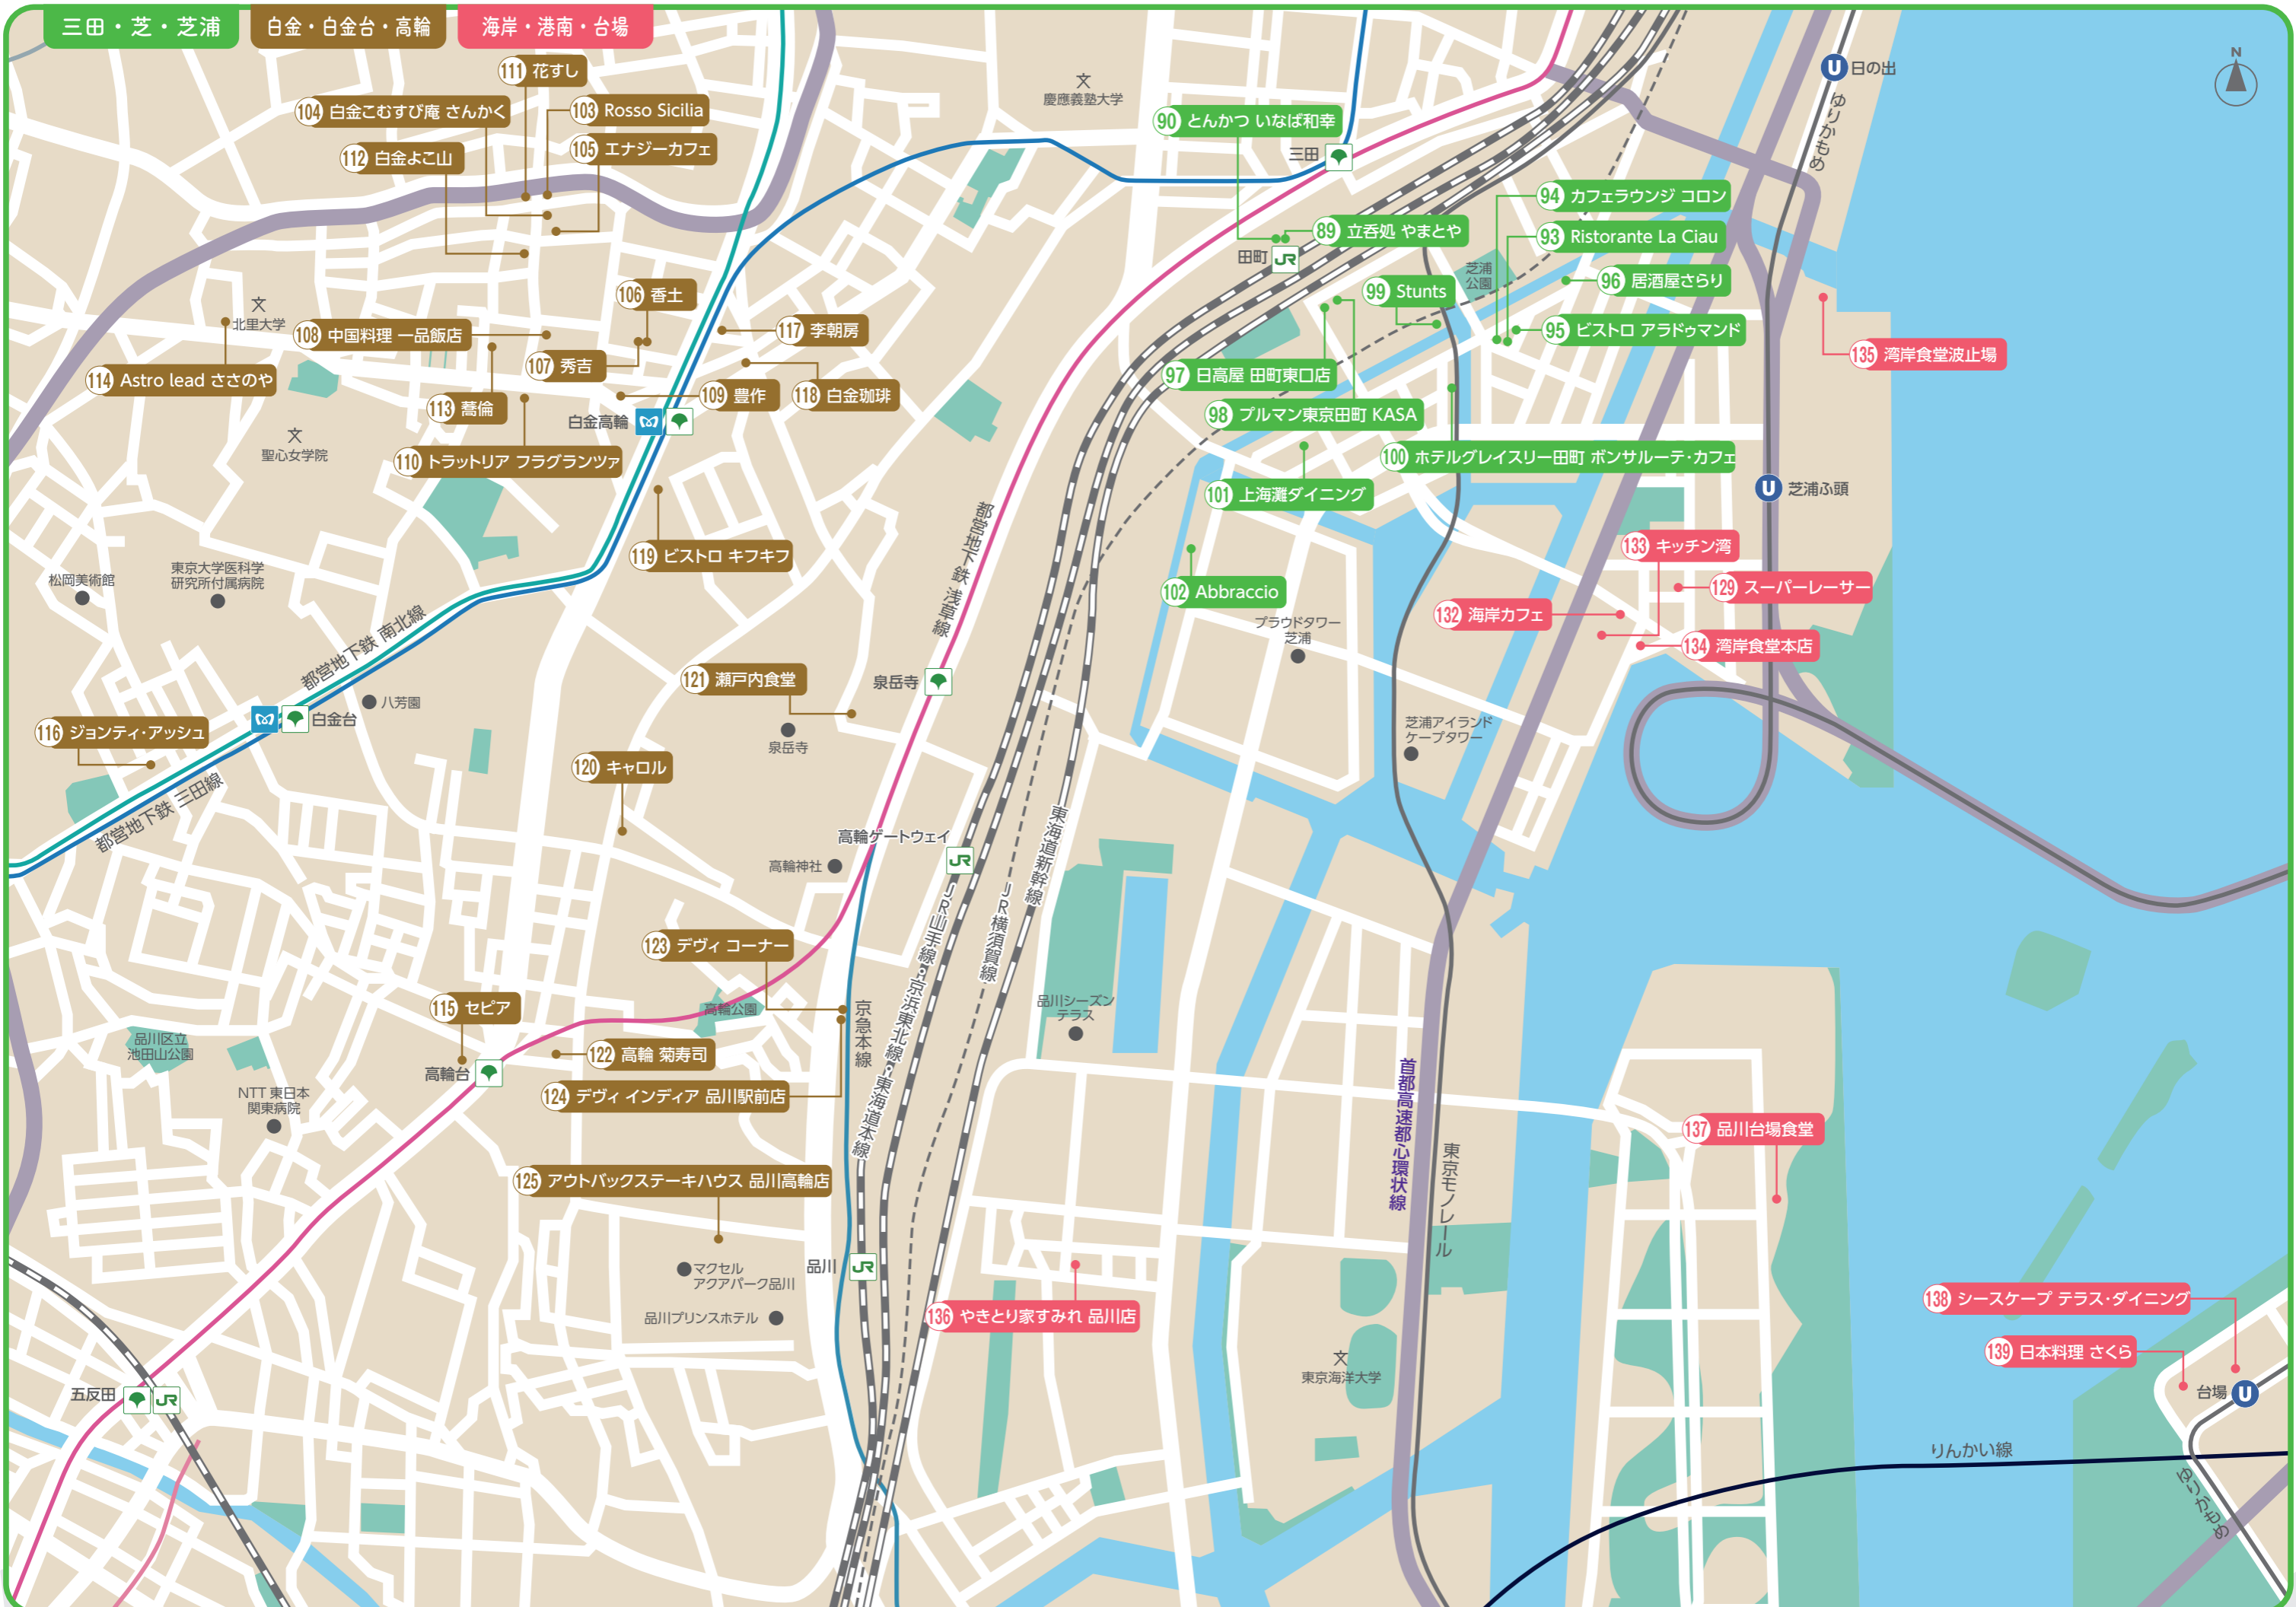 三田・芝・芝浦
白金・白金台・高輪
海岸・港南・台場
N
111 花すし
104 白金こむすび庵 さんかく
103 Rosso Sicilia
105 エナジーカフェ
112 白金よこ山
慶應義塾大学
90 とんかつ いなば和幸
三田
日の出
ゆりかもめ
94 カフェラウンジ コロン
89 立呑処 やまとや
93 Ristorante La Ciau
田町
芝浦
公園
96 居酒屋さらり
99 Stunts
106 香土
北里大学
108 中国料理 一品飯店
117 李朝房
95 ビストロ アラドゥマンド
135 湾岸食堂波止場
107 秀吉
114 Astro lead ささのや
97 日高屋 田町東口店
113 蕎倫
109 豊作
118 白金珈琲
98 プルマン東京田町 KASA
白金高輪
聖心女学院
110 トラットリア フラグランツァ
100 ホテルグレイスリー田町 ボンサルーテ・カフェ
101 上海灘ダイニング
芝浦ふ頭
都営地下鉄 浅草線
119 ビストロ キフキフ
133 キッチン湾
松岡美術館
東京大学医科学
研究所付属病院
102 Abbraccio
129 スーパーレーサー
132 海岸カフェ
プラウドタワー
芝浦
134 湾岸食堂本店
都営地下鉄 南北線
121 瀬戸内食堂
泉岳寺
八芳園
白金台
116 ジョンティ・アッシュ
泉岳寺
芝浦アイランド
ケープタワー
120 キャロル
都営地下鉄 三田線
高輪ゲートウェイ
東海道新幹線
高輪神社
JR山手線・京浜東北線・東海道本線
JR横須賀線
123 デヴィ コーナー
115 セピア
高輪公園
京急本線
品川シーズン
テラス
品川区立
池田山公園
122 高輪 菊寿司
高輪台
124 デヴィ インディア 品川駅前店
NTT 東日本
関東病院
首都高速都心環状線
東京モノレール
137 品川台場食堂
125 アウトバックステーキハウス 品川高輪店
マクセル
アクアパーク品川
品川
品川プリンスホテル
136 やきとり家すみれ 品川店
138 シースケープ テラス・ダイニング
139 日本料理 さくら
東京海洋大学
台場
五反田
りんかい線
ゆりかもめ